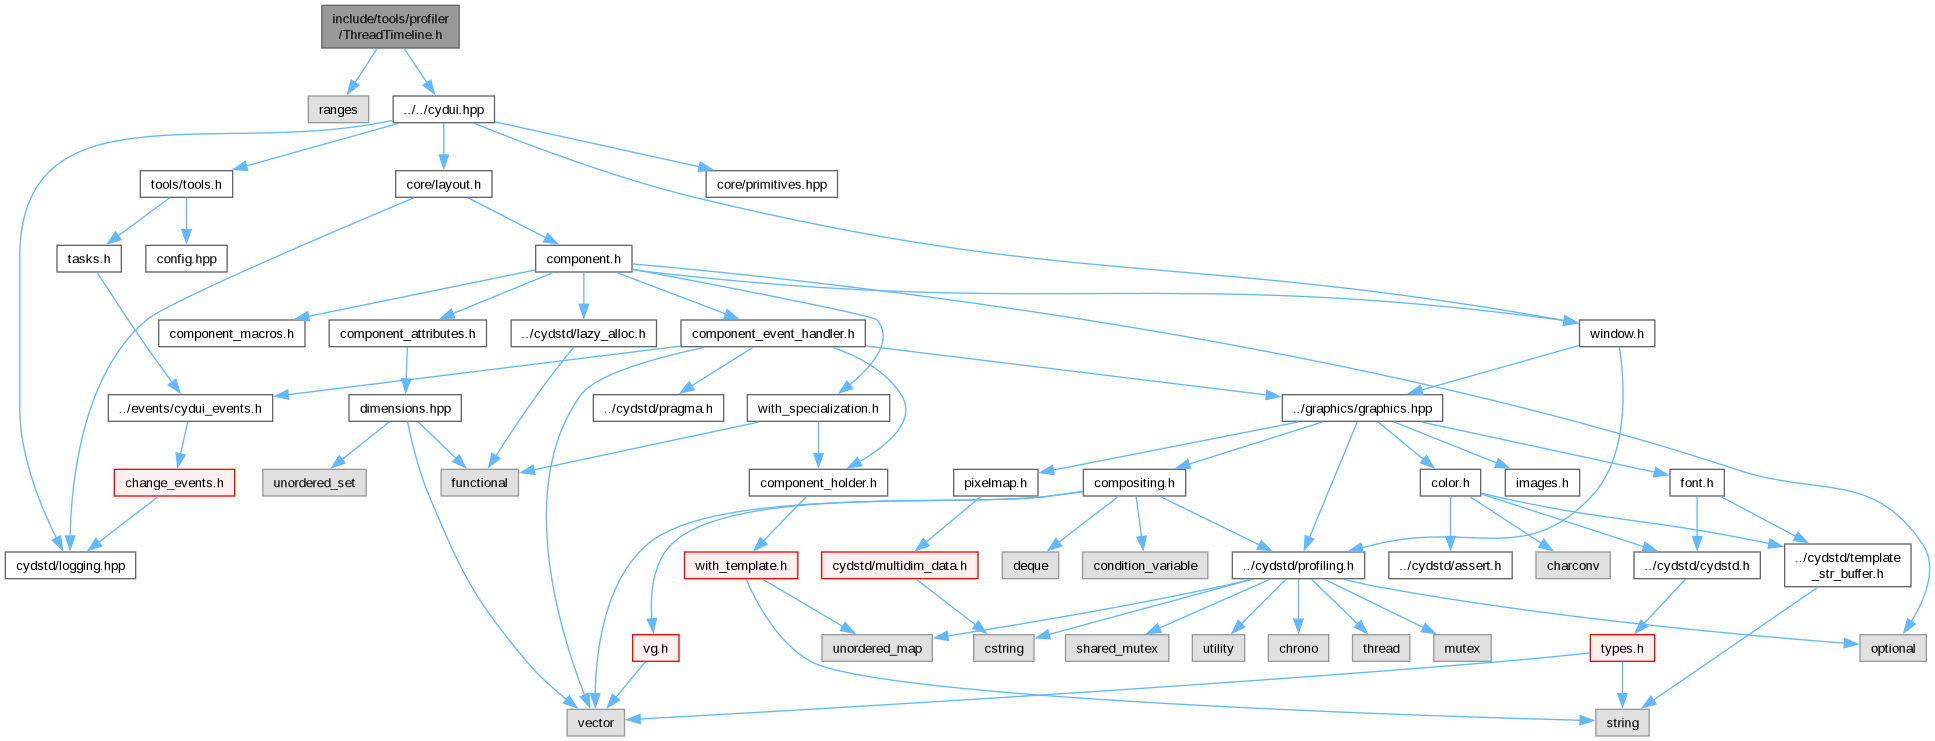 include/tools/profiler
/ThreadTimeline.h
ranges
../../cydui.hpp
tools/tools.h
core/layout.h
core/primitives.hpp
tasks.h
config.hpp
component.h
component_macros.h
component_attributes.h
../cydstd/lazy_alloc.h
component_event_handler.h
window.h
../events/cydui_events.h
dimensions.hpp
../cydstd/pragma.h
with_specialization.h
../graphics/graphics.hpp
change_events.h
unordered_set
functional
component_holder.h
pixelmap.h
compositing.h
color.h
images.h
font.h
cydstd/logging.hpp
with_template.h
cydstd/multidim_data.h
deque
condition_variable
../cydstd/profiling.h
../cydstd/assert.h
charconv
../cydstd/cydstd.h
../cydstd/template
_str_buffer.h
vg.h
unordered_map
cstring
shared_mutex
utility
chrono
thread
mutex
types.h
optional
vector
string